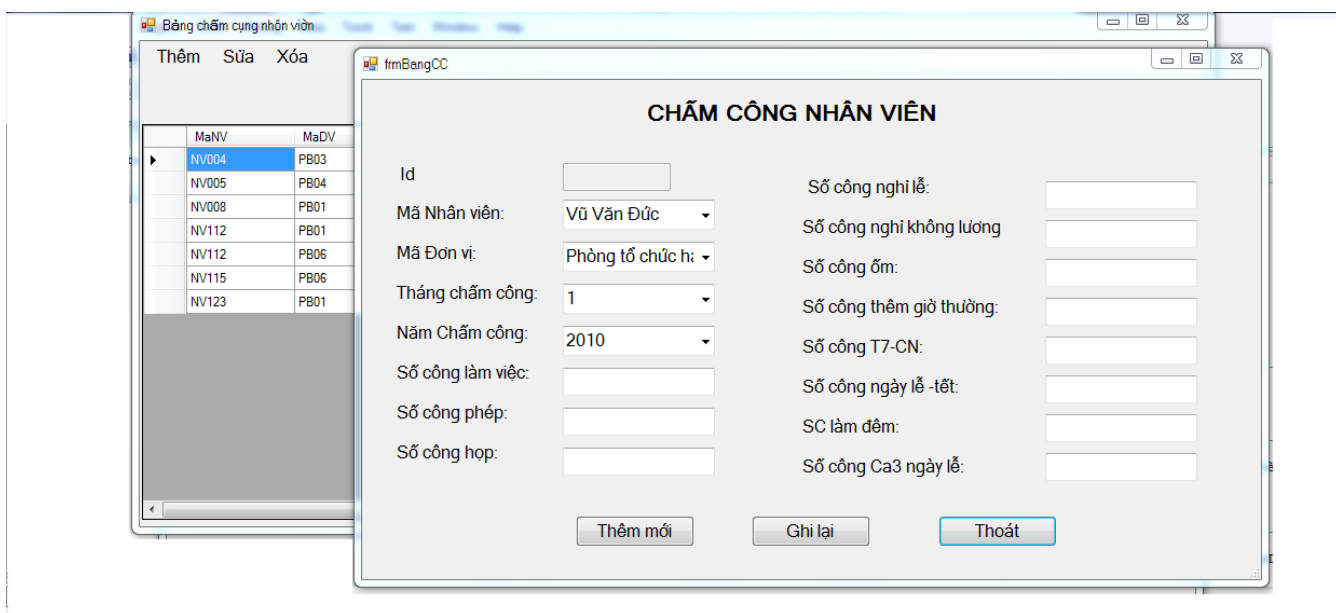 Bảng chấm cụng nhõn viờn
Thêm Sửa Xóa
MaNV MaDV
NV004 PB03
NV005 PB04
NV008 PB01
NV112 PB01
NV112 PB06
NV115 PB06
NV123 PB01
frmBangCC
CHẤM CÔNG NHÂN VIÊN
Id
Mã Nhân viên: Vũ Văn Đức
Mã Đơn vị: Phòng tổ chức
Tháng chấm công: 1
Năm Chấm công: 2010
Số công làm việc:
Số công phép:
Số công họp:
Số công nghỉ lễ:
Số công nghỉ không lương
Số công ốm:
Số công thêm giờ thường:
Số công T7-CN:
Số công ngày lễ -tết:
SC làm đêm:
Số công Ca3 ngày lễ:
Thêm mới Ghi lại Thoát